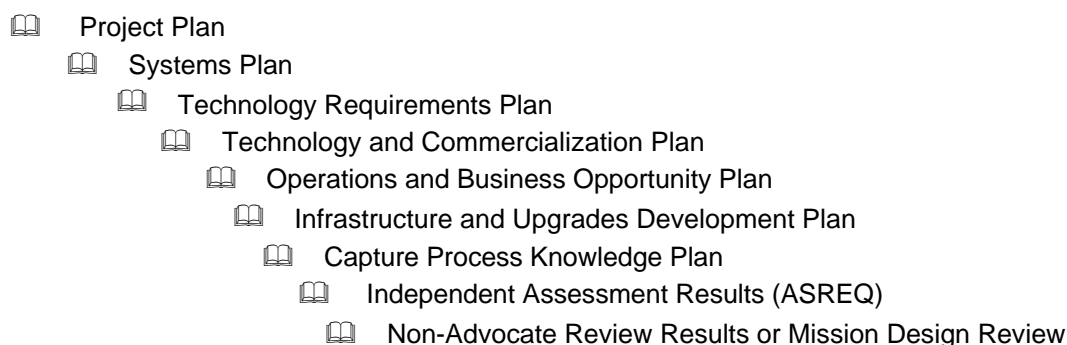 Project Plan
Systems Plan
Technology Requirements Plan
Technology and Commercialization Plan
Operations and Business Opportunity Plan
Infrastructure and Upgrades Development Plan
Capture Process Knowledge Plan
Independent Assessment Results (ASREQ)
Non-Advocate Review Results or Mission Design Review